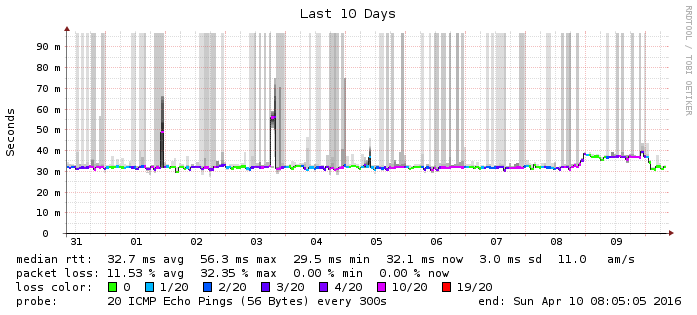 Last 10 Days
RRDTOOL / TOBI OETIKER
Seconds
90 m
80 m
70 m
60 m
50 m
40 m
30 m
20 m
10 m
0
31 01 02 03 04 05 06 07 08 09
median rtt: 32.7 ms avg 56.3 ms max 29.5 ms min 32.1 ms now 3.0 ms sd 11.0 am/s
packet loss: 11.53 % avg 32.35 % max 0.00 % min 0.00 % now
loss color: 0 1/20 2/20 3/20 4/20 10/20 19/20
probe: 20 ICMP Echo Pings (56 Bytes) every 300s end: Sun Apr 10 08:05:05 2016